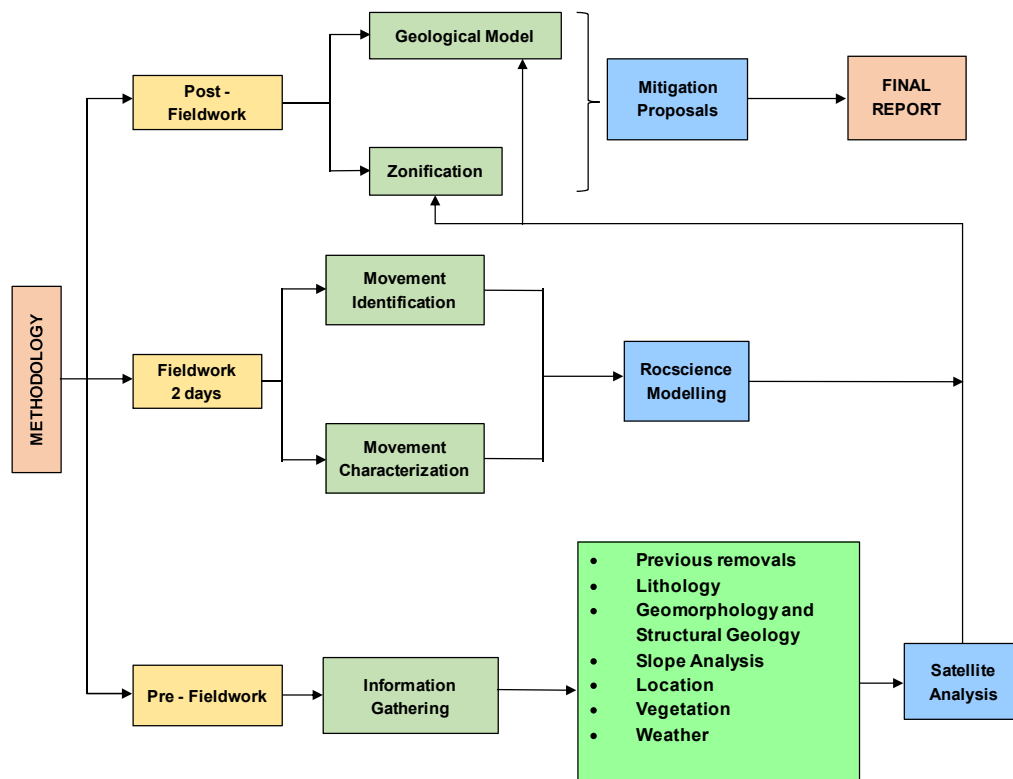 Geological Model
Post -
Fieldwork
Mitigation
Proposals
FINAL
REPORT
Zonification
METHODOLOGY
Movement
Identification
Fieldwork
2 days
Rocscience
Modelling
Movement
Characterization
Pre - Fieldwork
Information
Gathering
• Previous removals
• Lithology
• Geomorphology and
Structural Geology
• Slope Analysis
• Location
• Vegetation
• Weather
Satellite
Analysis